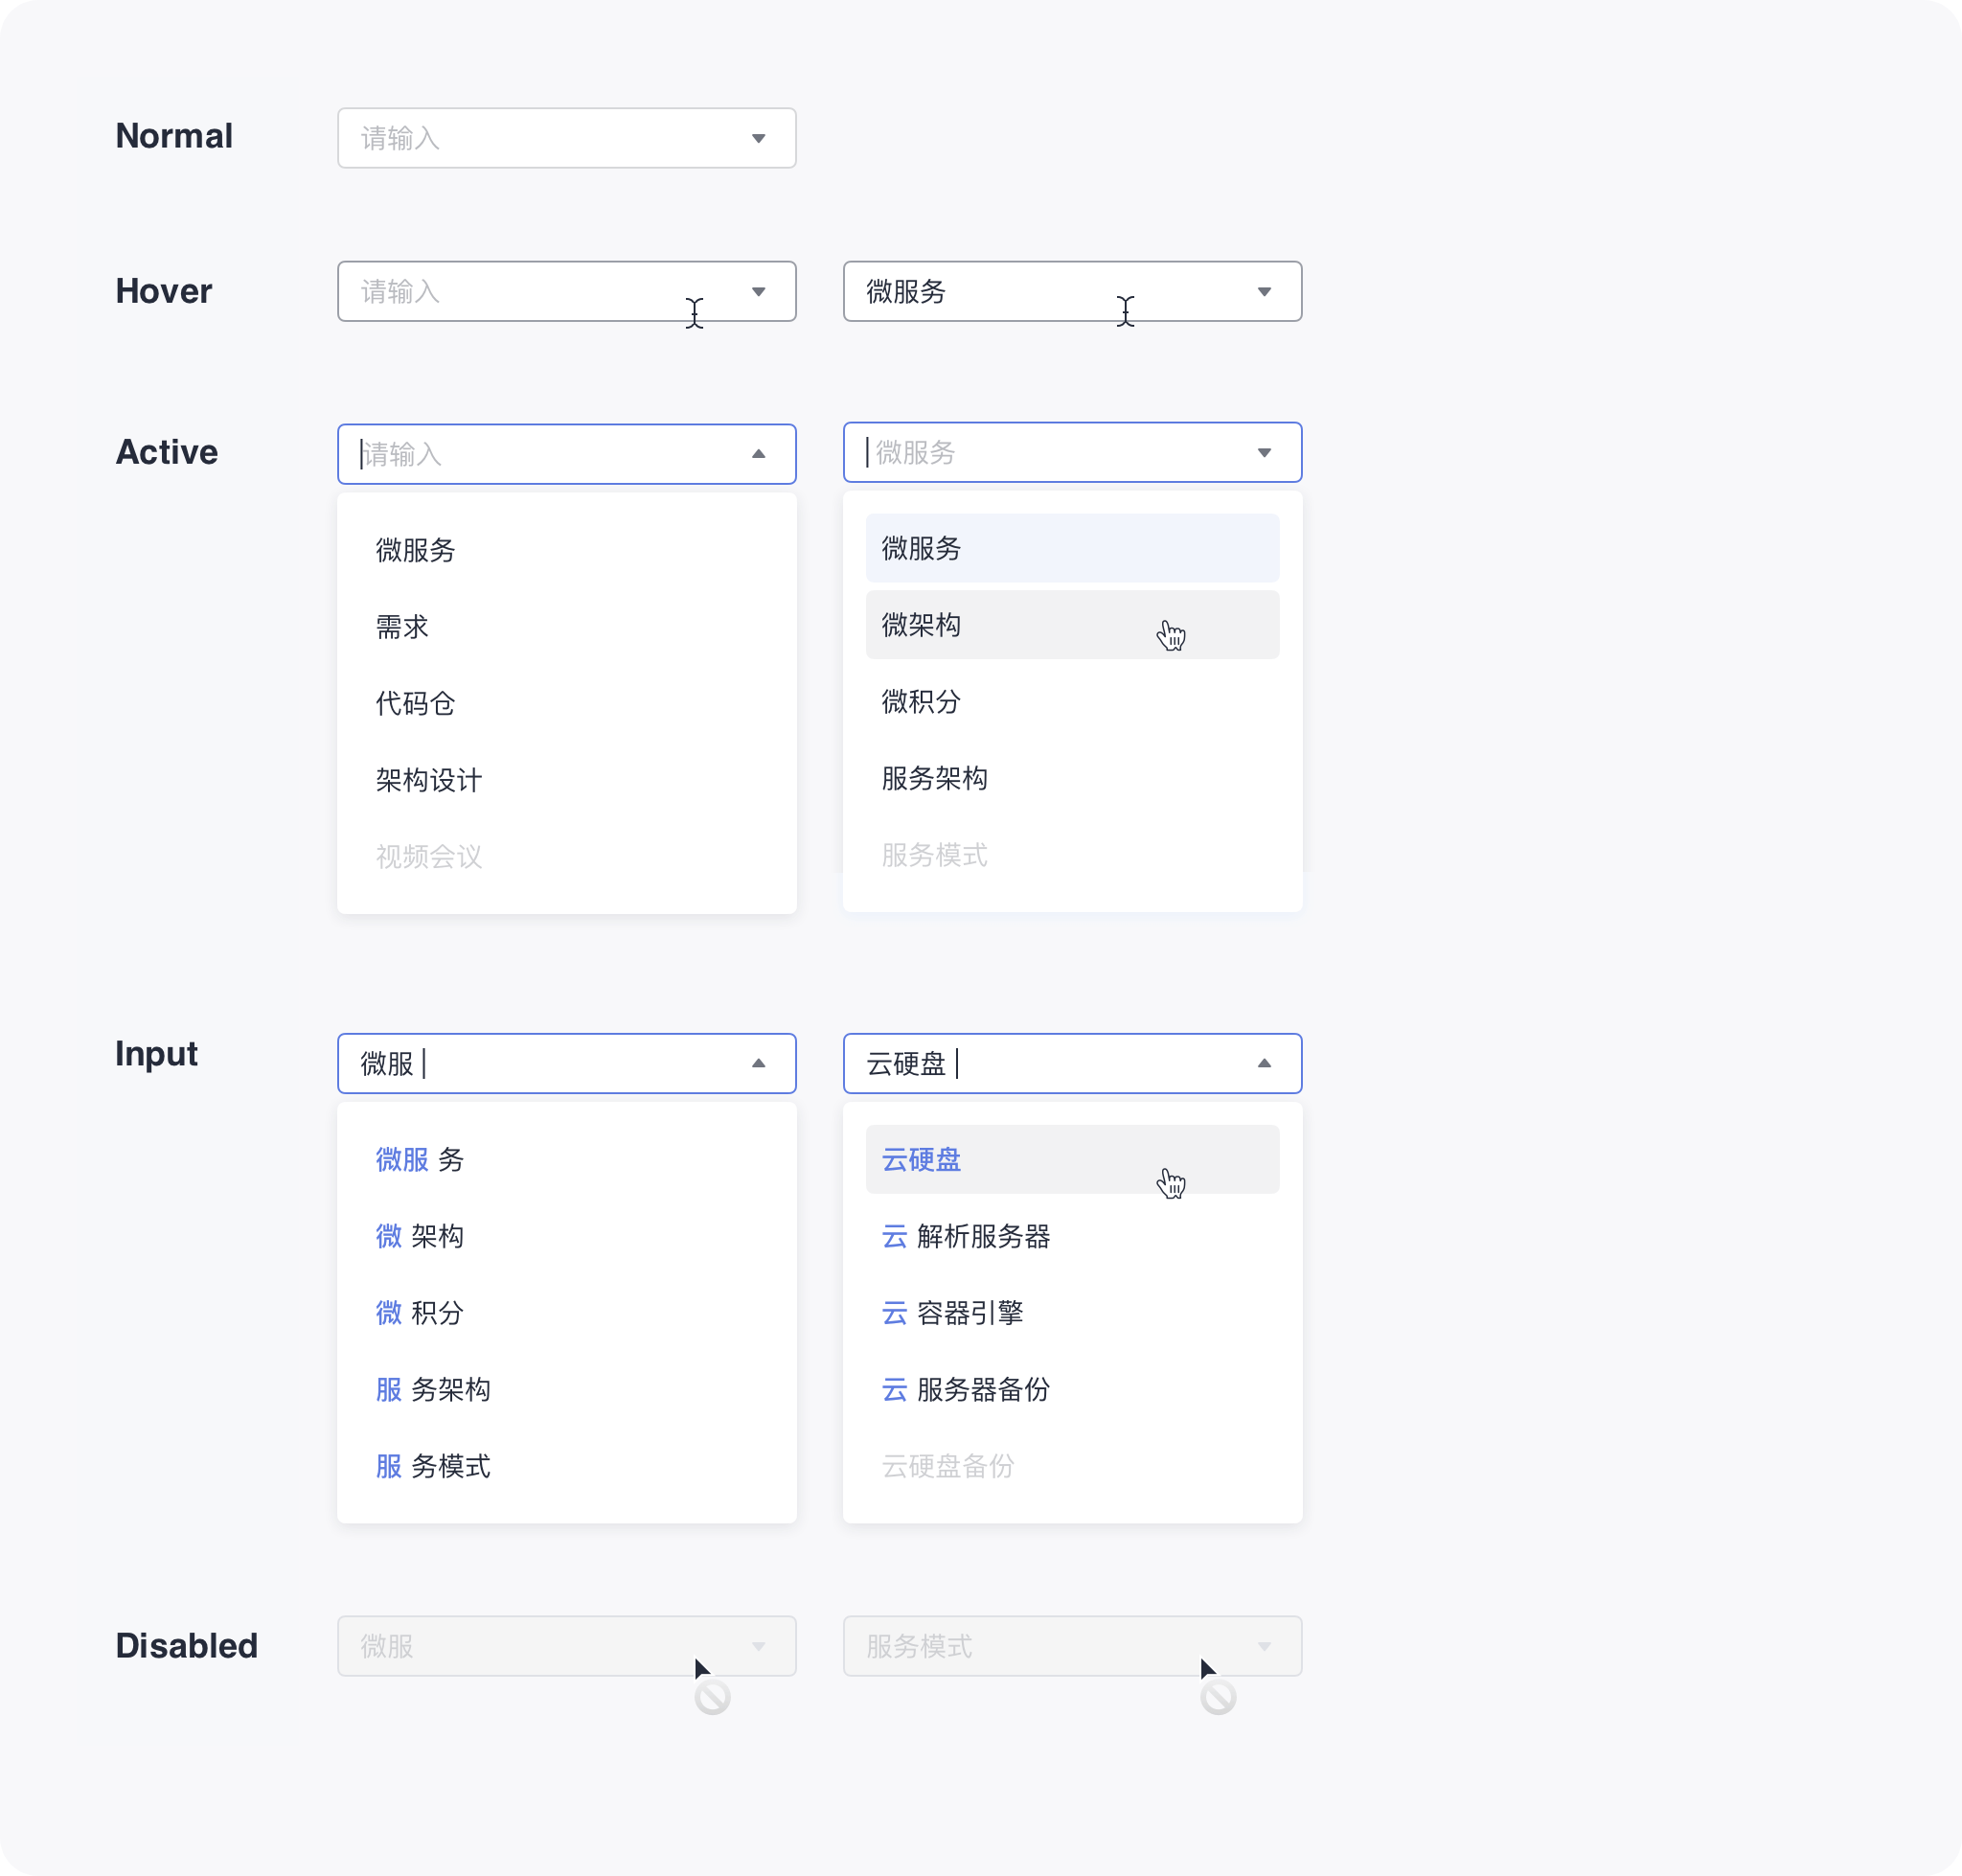 Normal
请输入
Hover
请输入
微服务
Active
请输入
微服务
需求
代码仓
架构设计
视频会议
微服务
微服务
微架构
微积分
服务架构
服务模式
Input
微服
微服 务
微 架构
微 积分
服 务架构
服 务模式
云硬盘
云硬盘
云 解析服务器
云 容器引擎
云 服务器备份
云硬盘备份
Disabled
微服
服务模式